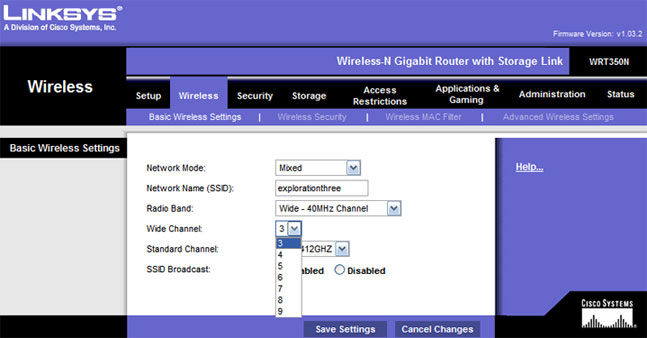 LINKSYS®
A Division of Cisco Systems, Inc.
Firmware Version: v1.03.2
Wireless-N Gigabit Router with Storage Link WRT350N
Wireless
Setup Wireless Security Storage Access Restrictions Applications & Gaming Administration Status
Basic Wireless Settings | Wireless Security | Wireless MAC Filter | Advanced Wireless Settings
Basic Wireless Settings
Help...
Network Mode: Mixed
Network Name (SSID): explorationthree
Radio Band: Wide - 40MHz Channel
Wide Channel: 3
3
Standard Channel: 412GHZ
4
5
SSID Broadcast: abled Disabled
6
7
8
9
CISCO SYSTEMS
Save Settings Cancel Changes